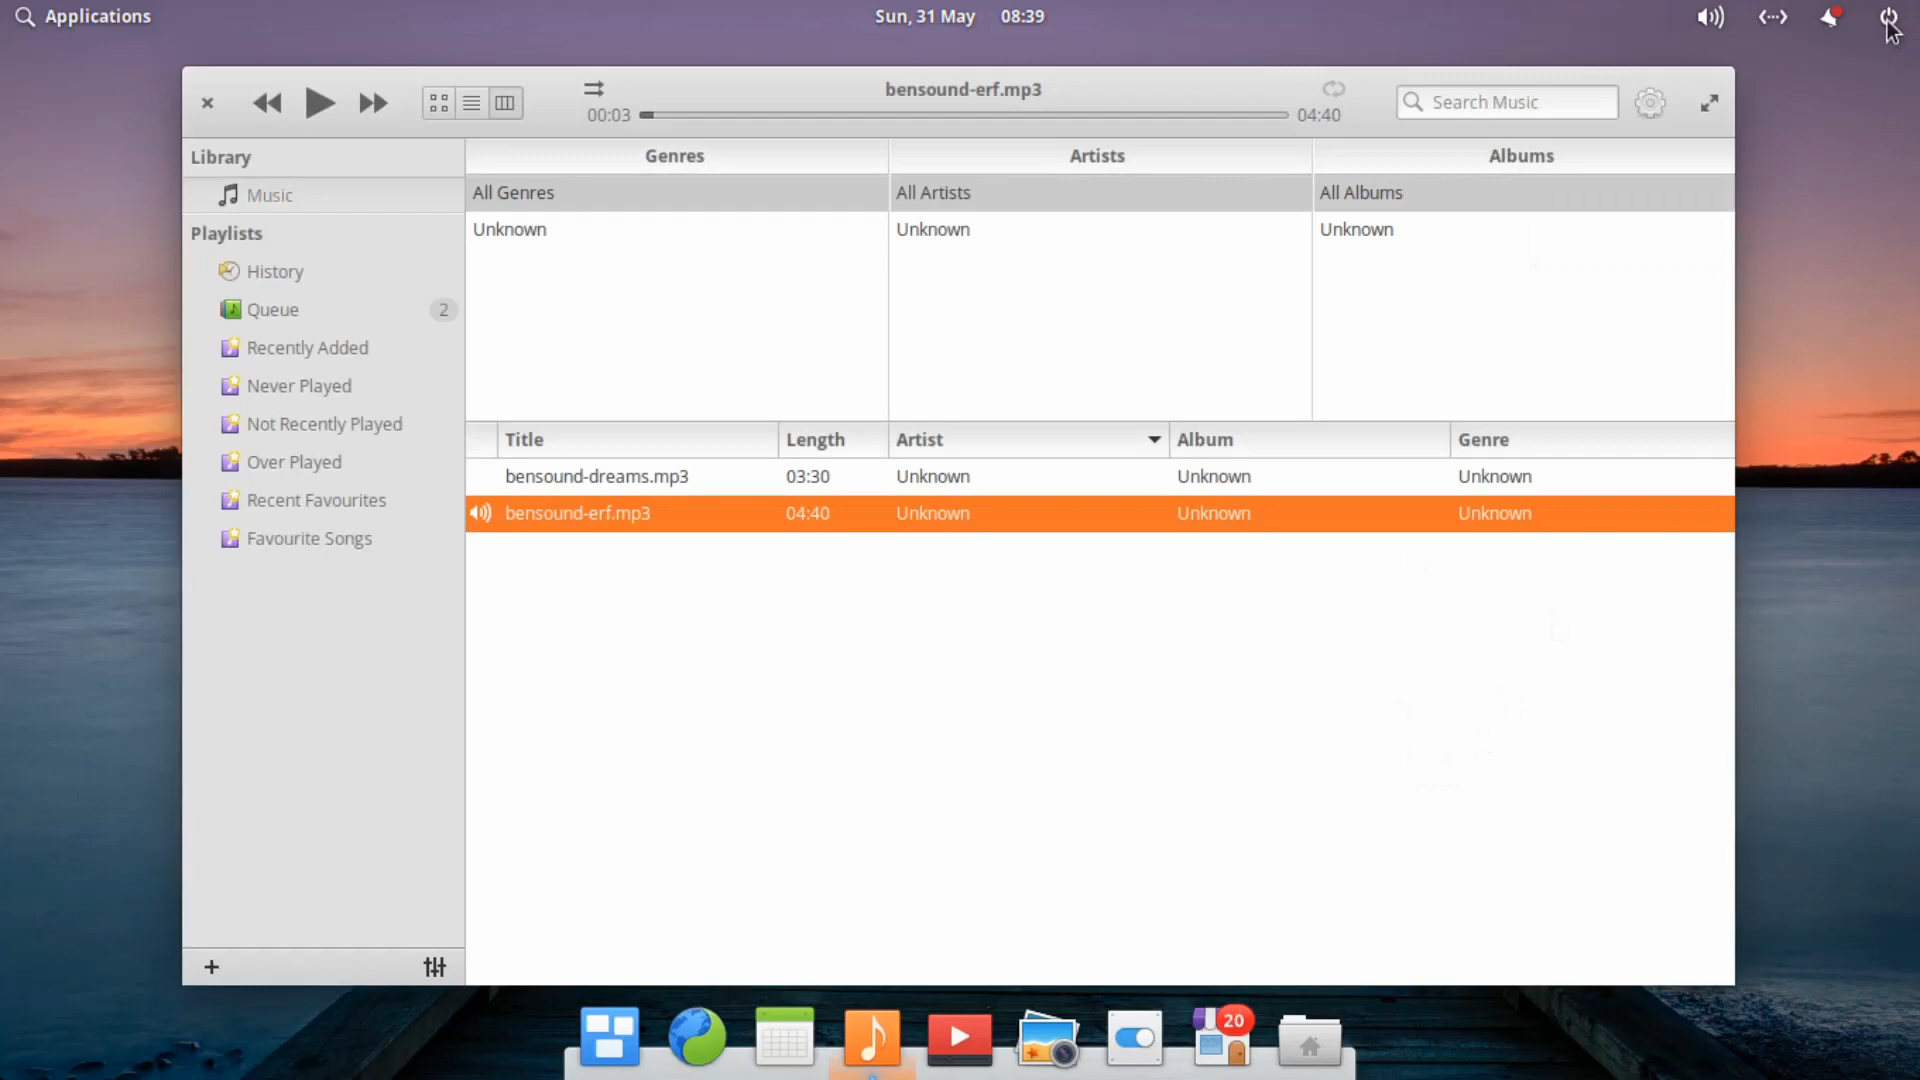 Applications
Sun, 31 May 08:39
bensound-erf.mp3
00:03
04:40
Search Music
Library
Music
Playlists
History
Queue 2
Recently Added
Never Played
Not Recently Played
Over Played
Recent Favourites
Favourite Songs
Genres Artists Albums
All Genres All Artists All Albums
Unknown Unknown Unknown
Title Length Artist Album Genre
bensound-dreams.mp3 03:30 Unknown Unknown Unknown
bensound-erf.mp3 04:40 Unknown Unknown Unknown
20